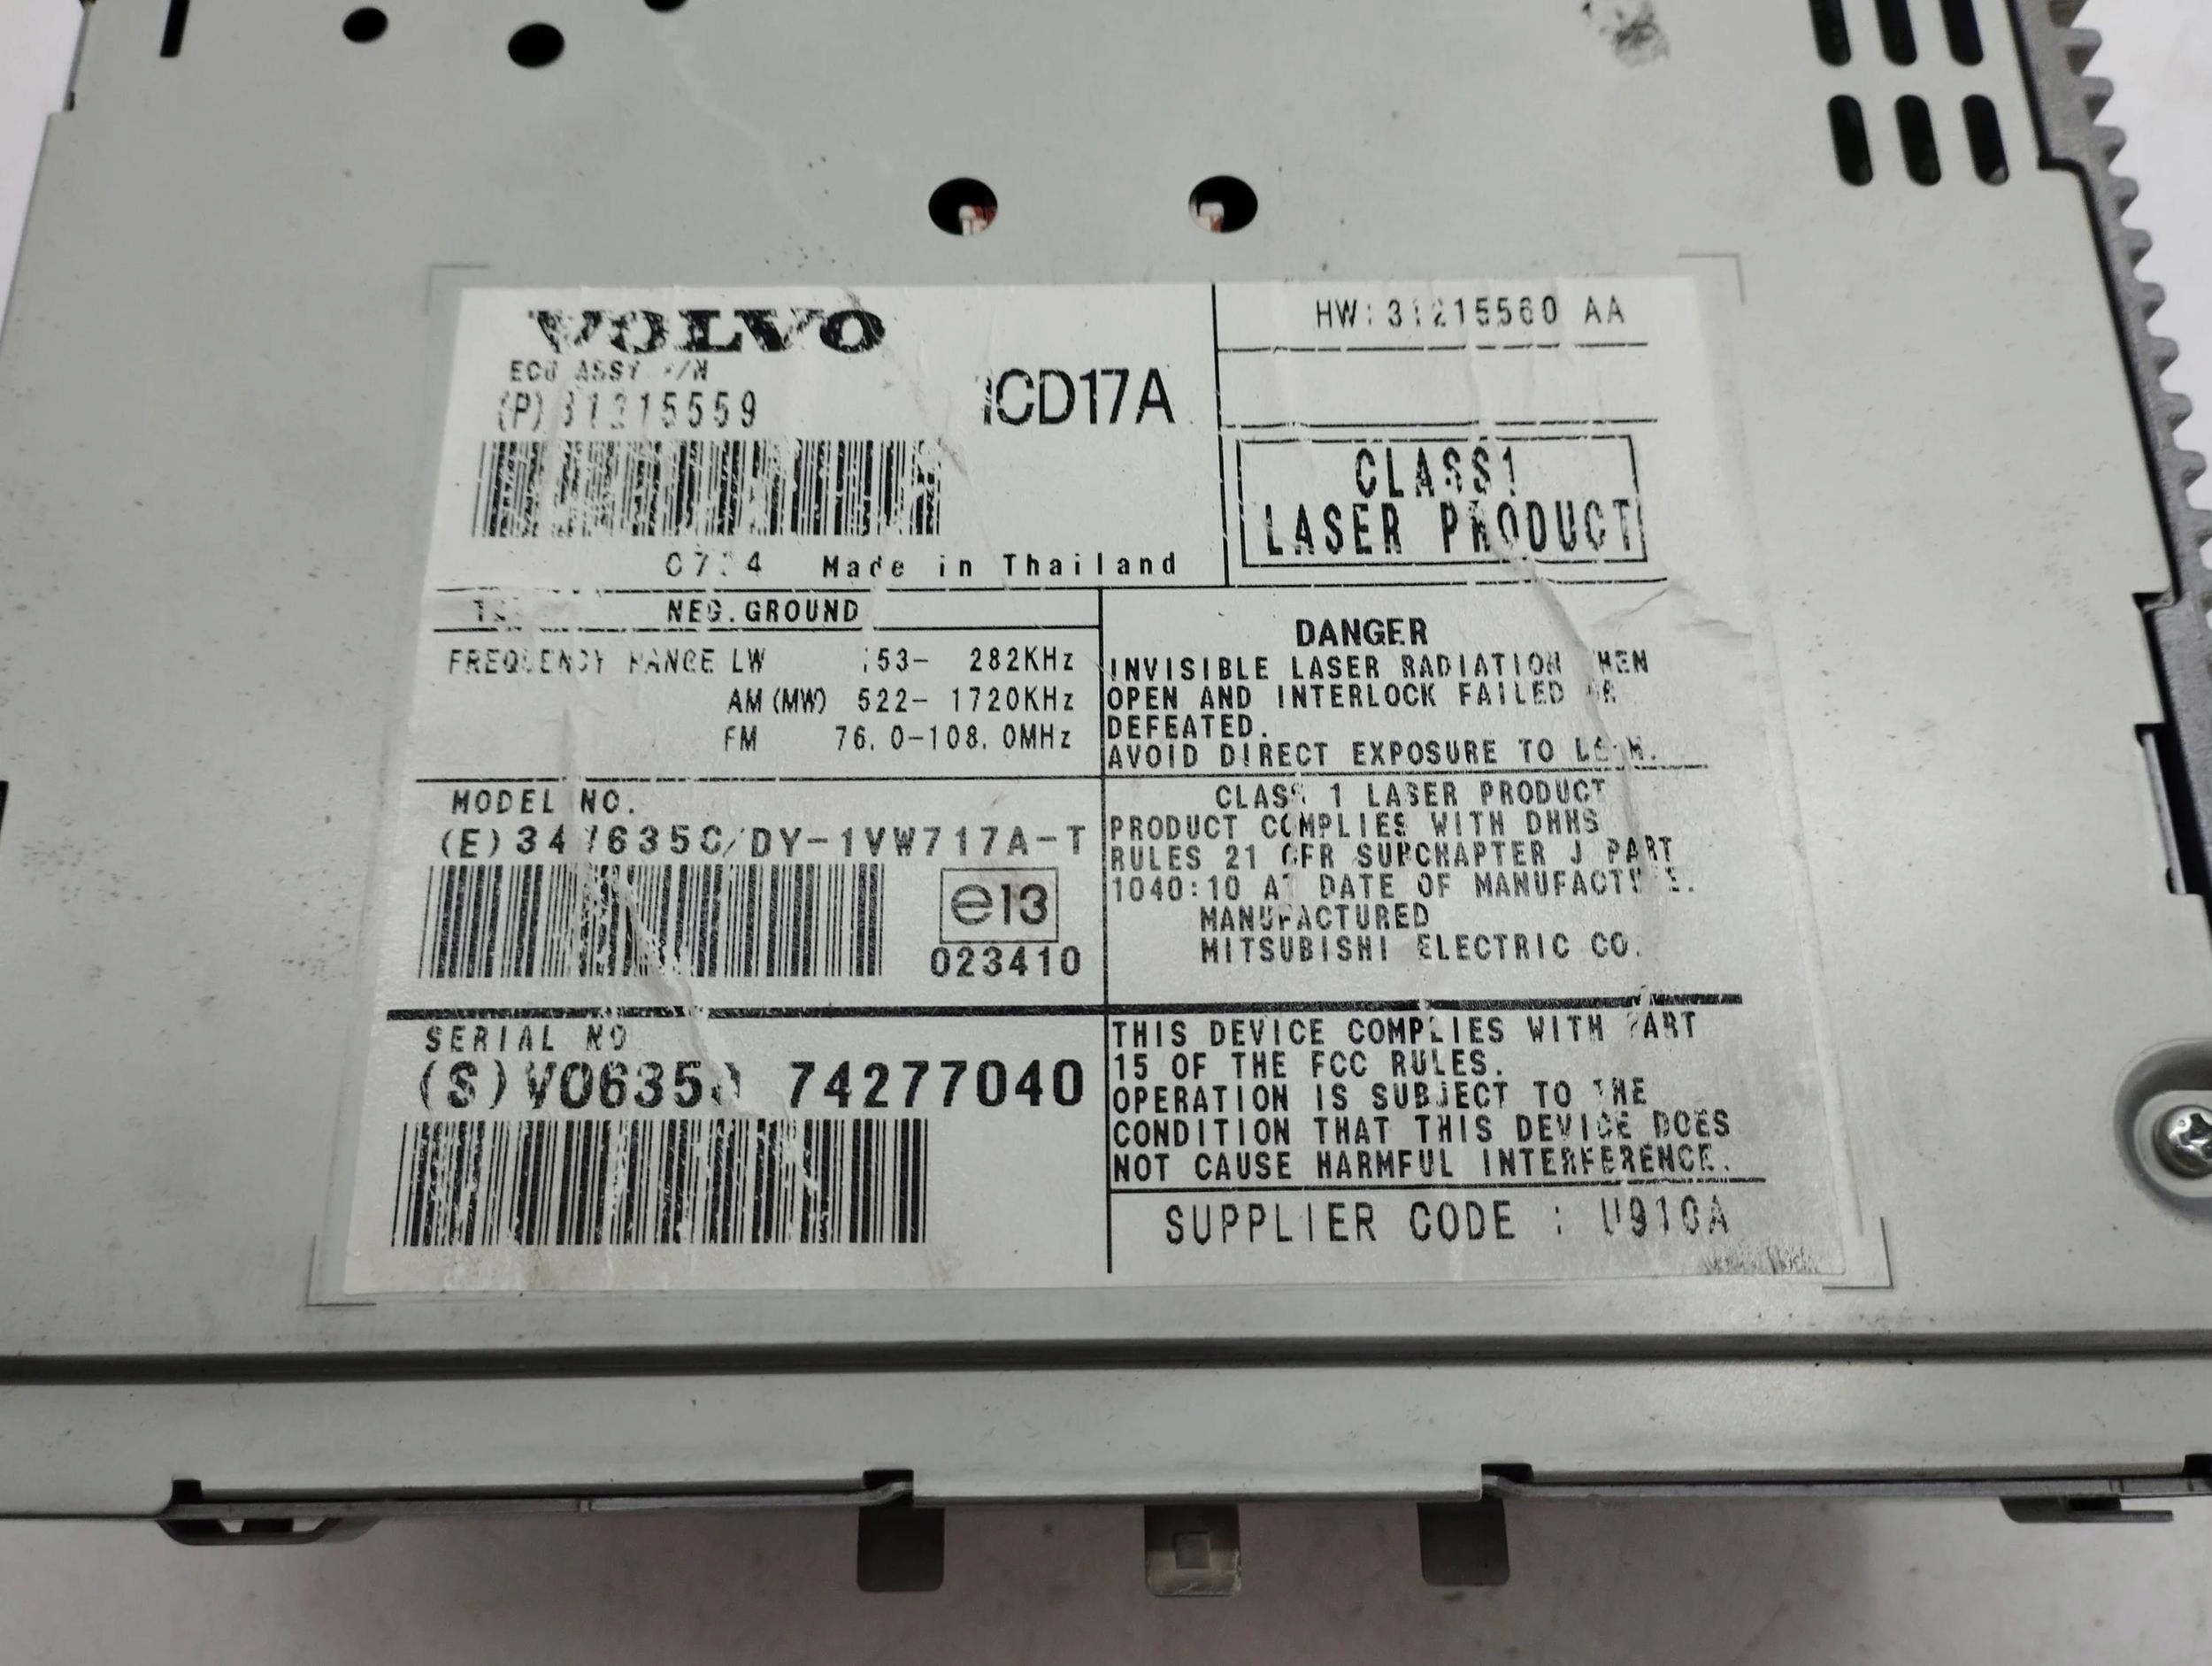 VOLVO
ECU ASSY P/N
(P)31215559
ICD17A
HW:31215560 AA
CLASS1
LASER PRODUCT
Made in Thailand
NEG.GROUND
FREQUENCY RANGE LW 153- 282KHz
AM(MW) 522- 1720KHz
FM 76.0-108.0MHz
DANGER
INVISIBLE LASER RADIATION WHEN
OPEN AND INTERLOCK FAILED OR
DEFEATED.
AVOID DIRECT EXPOSURE TO BEAM.
MODEL NO.
(E)347635C/DY-1VW717A-T
e13
023410
CLASS 1 LASER PRODUCT
PRODUCT COMPLIES WITH DHHS
RULES 21 CFR SUBCHAPTER J PART
1040:10 AT DATE OF MANUFACTURE.
MANUFACTURED
MITSUBISHI ELECTRIC CO.
SERIAL NO
74277040
THIS DEVICE COMPLIES WITH PART
15 OF THE FCC RULES.
OPERATION IS SUBJECT TO THE
CONDITION THAT THIS DEVICE DOES
NOT CAUSE HARMFUL INTERFERENCE.
SUPPLIER CODE : U910A